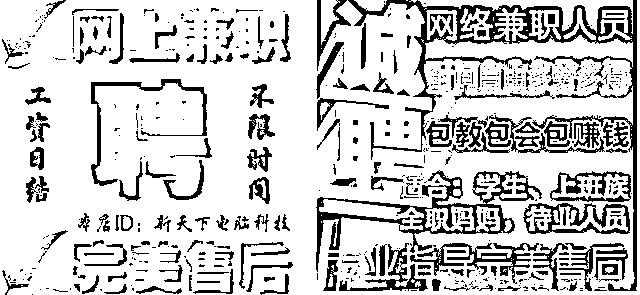 网上兼职
聘
工资日结
不限时间
本店ID：新天下电脑科技
完美售后
诚聘
网络兼职人员
时间自由多劳多得
包教包会包赚钱
适合：学生、上班族
全职妈妈，待业人员
专业指导完美售后